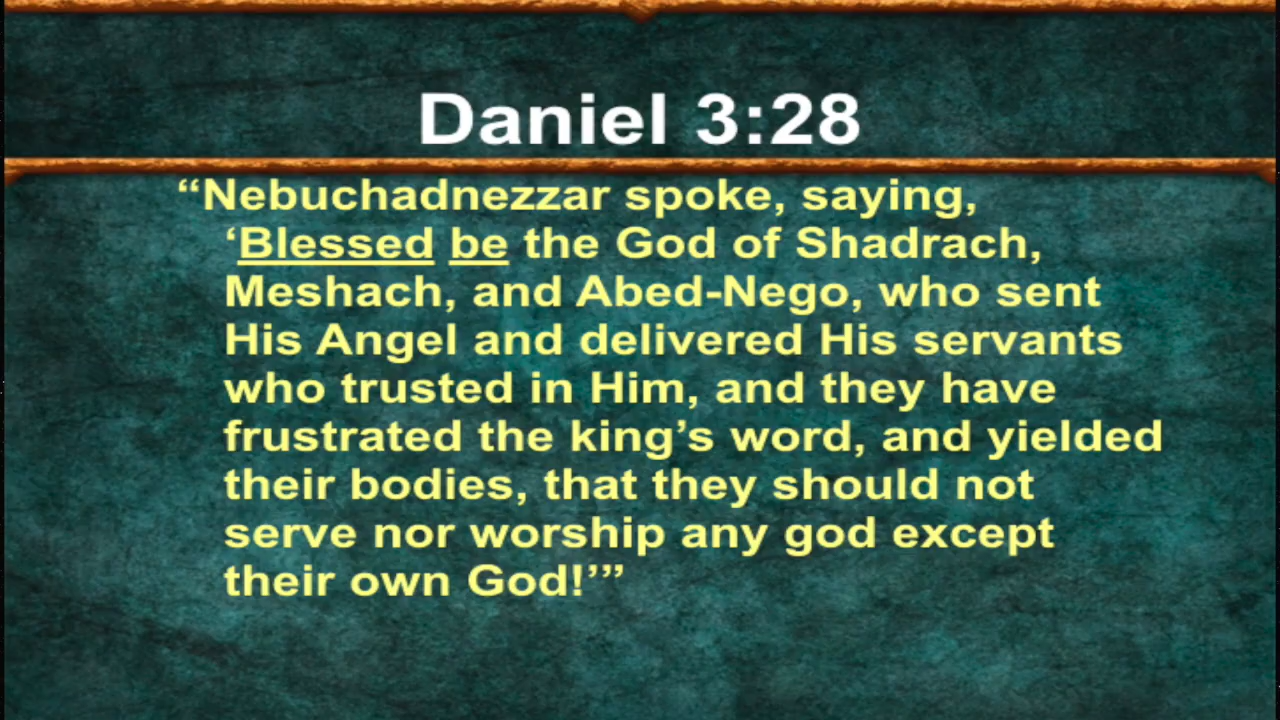 Daniel 3:28
“Nebuchadnezzar spoke, saying,
‘Blessed be the God of Shadrach,
Meshach, and Abed-Nego, who sent
His Angel and delivered His servants
who trusted in Him, and they have
frustrated the king’s word, and yielded
their bodies, that they should not
serve nor worship any god except
their own God!’”